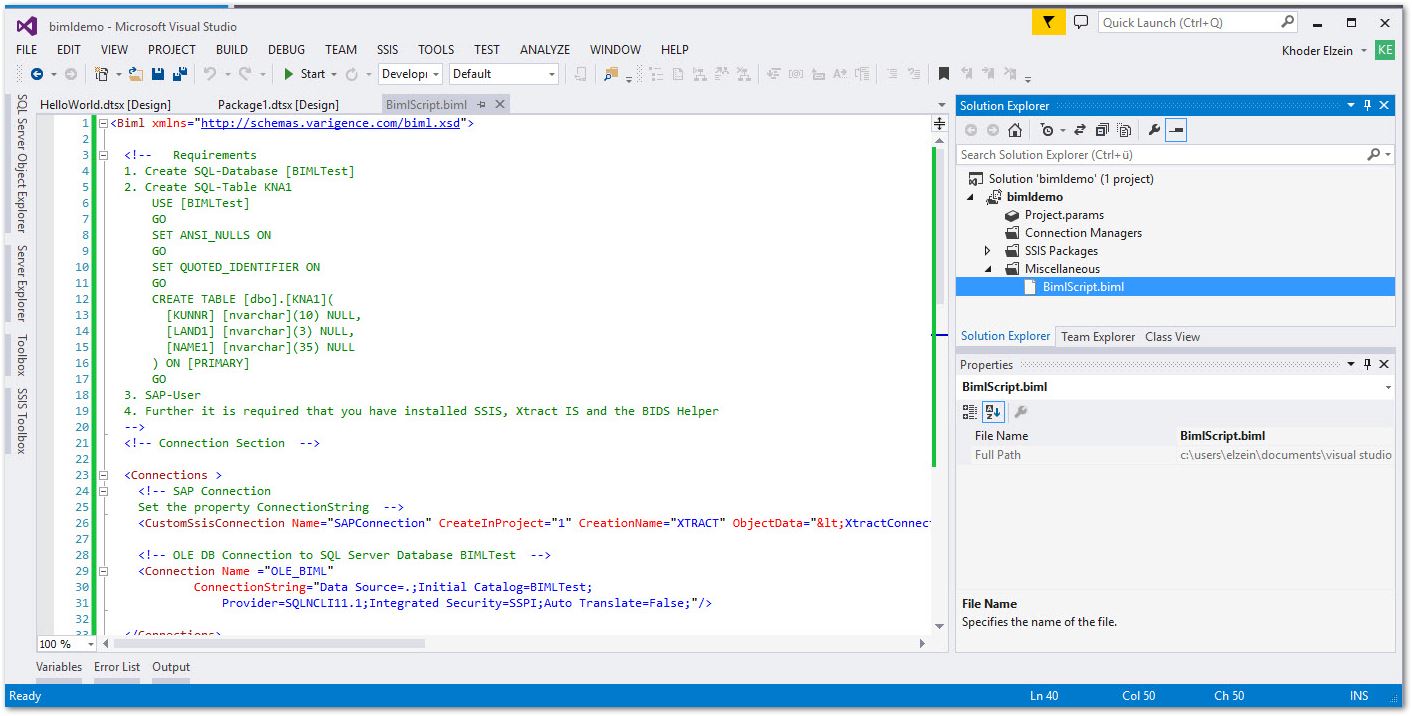 bimldemo - Microsoft Visual Studio
Quick Launch (Ctrl+Q)
FILE EDIT VIEW PROJECT BUILD DEBUG TEAM SSIS TOOLS TEST ANALYZE WINDOW HELP
Khoder Elzein KE
Start Develop Default
SQL Server Object Explorer
Server Explorer
Toolbox
SSIS Toolbox
HelloWorld.dtsx [Design] Package1.dtsx [Design] BimlScript.biml
1 <Biml xmlns="http://schemas.varigence.com/biml.xsd">
2
3 <!-- Requirements
4 1. Create SQL-Database [BIMLTest]
5 2. Create SQL-Table KNA1
6 USE [BIMLTest]
7 GO
8 SET ANSI_NULLS ON
9 GO
10 SET QUOTED_IDENTIFIER ON
11 GO
12 CREATE TABLE [dbo].[KNA1](
13 [KUNNR] [nvarchar](10) NULL,
14 [LAND1] [nvarchar](3) NULL,
15 [NAME1] [nvarchar](35) NULL
16 ) ON [PRIMARY]
17 GO
18 3. SAP-User
19 4. Further it is required that you have installed SSIS, Xtract IS and the BIDS Helper
20 -->
21 <!-- Connection Section -->
22
23 <Connections >
24 <!-- SAP Connection
25 Set the property ConnectionString -->
26 <CustomSsisConnection Name="SAPConnection" CreateInProject="1" CreationName="XTRACT" ObjectData="&lt;XtractConnect
27
28 <!-- OLE DB Connection to SQL Server Database BIMLTest -->
29 <Connection Name ="OLE_BIML"
30 ConnectionString="Data Source=.;Initial Catalog=BIMLTest;
31 Provider=SQLNCLI11.1;Integrated Security=SSPI;Auto Translate=False;"/>
32
33 </Connections>
100 %
Variables Error List Output
Solution Explorer
Search Solution Explorer (Ctrl+ü)
Solution 'bimldemo' (1 project)
bimldemo
Project.params
Connection Managers
SSIS Packages
Miscellaneous
BimlScript.biml
Solution Explorer Team Explorer Class View
Properties
BimlScript.biml
File Name BimlScript.biml
Full Path c:\users\elzein\documents\visual studio
File Name
Specifies the name of the file.
Ready Ln 40 Col 50 Ch 50 INS